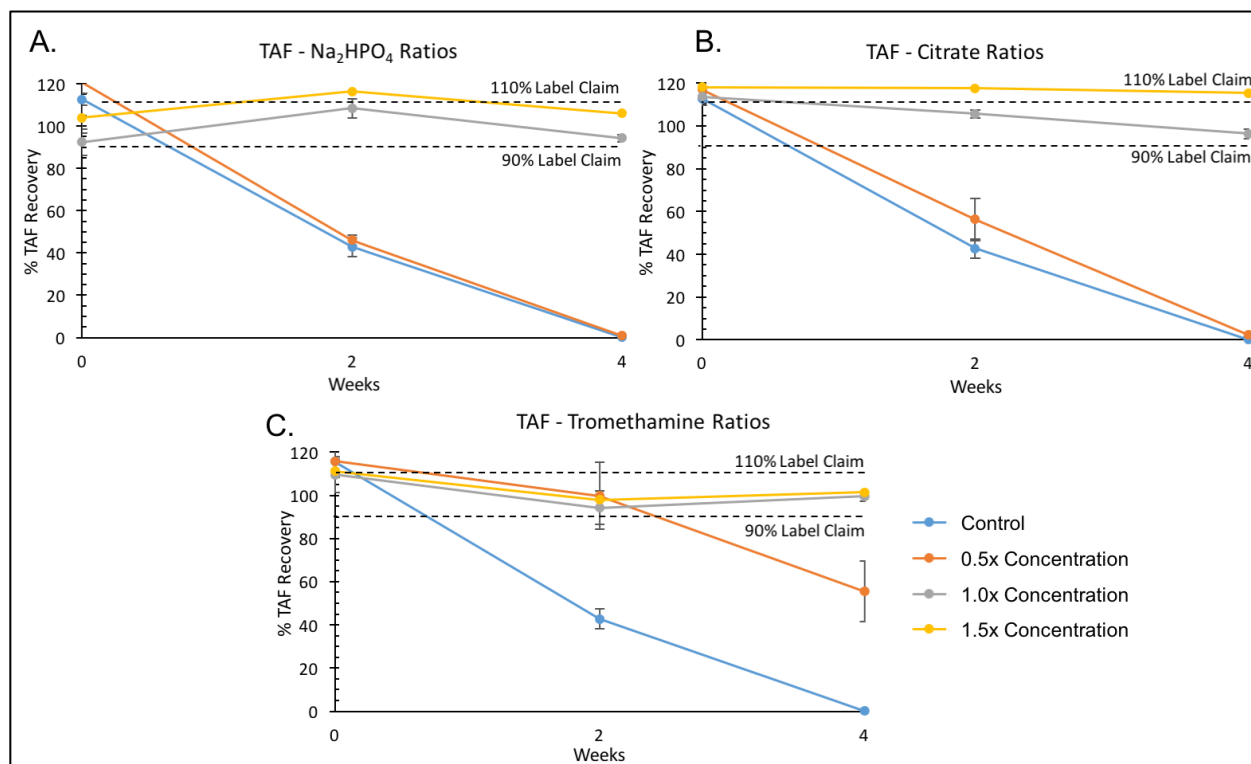 A.
TAF - Na₂HPO₄ Ratios
120
100
80
60
40
20
0
% TAF Recovery
110% Label Claim
90% Label Claim
0
2
4
Weeks
B.
TAF - Citrate Ratios
120
100
80
60
40
20
0
% TAF Recovery
110% Label Claim
90% Label Claim
0
2
4
Weeks
C.
TAF - Tromethamine Ratios
120
100
80
60
40
20
0
% TAF Recovery
110% Label Claim
90% Label Claim
0
2
4
Weeks
Control
0.5x Concentration
1.0x Concentration
1.5x Concentration